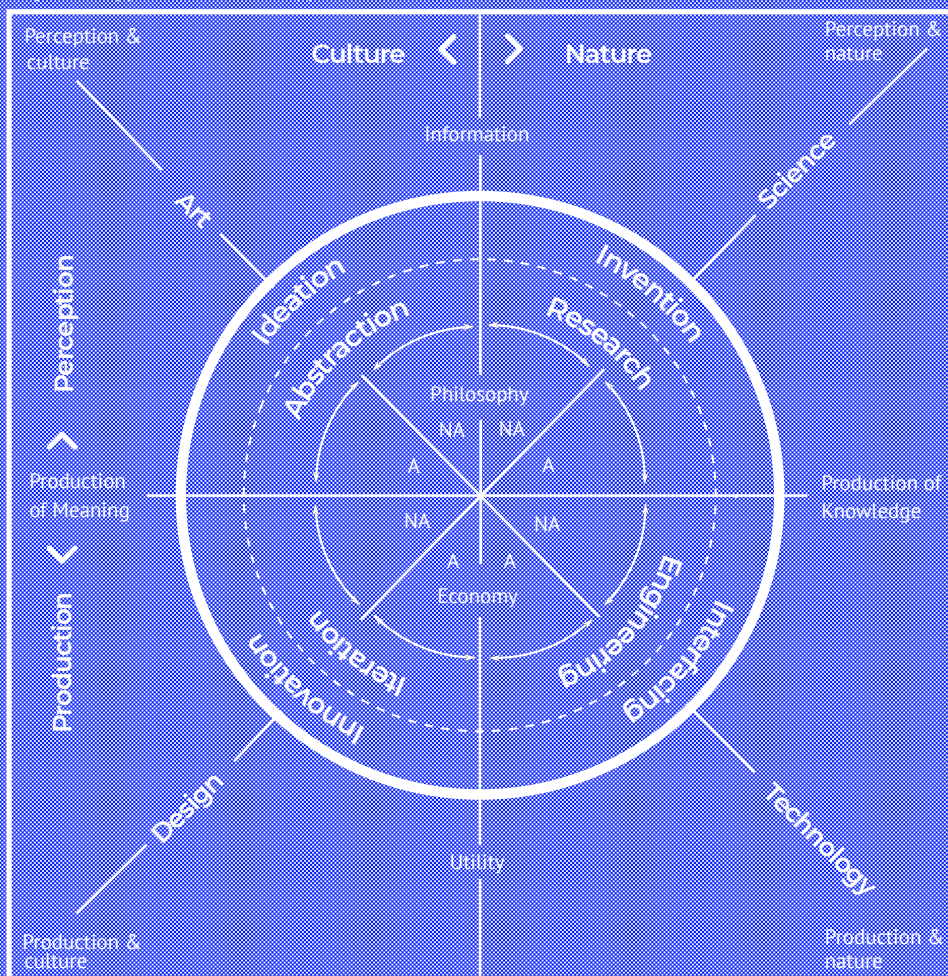 Perception &
culture
Culture
Nature
Perception &
nature
Information
Art
Science
Perception
Ideation
Invention
Abstraction
Research
Philosophy
NA
NA
A
A
Production
of Meaning
Production of
Knowledge
NA
NA
A
A
Economy
Production
Iteration
Engineering
Innovation
Interfacing
Design
Technology
Utility
Production &
culture
Production &
nature